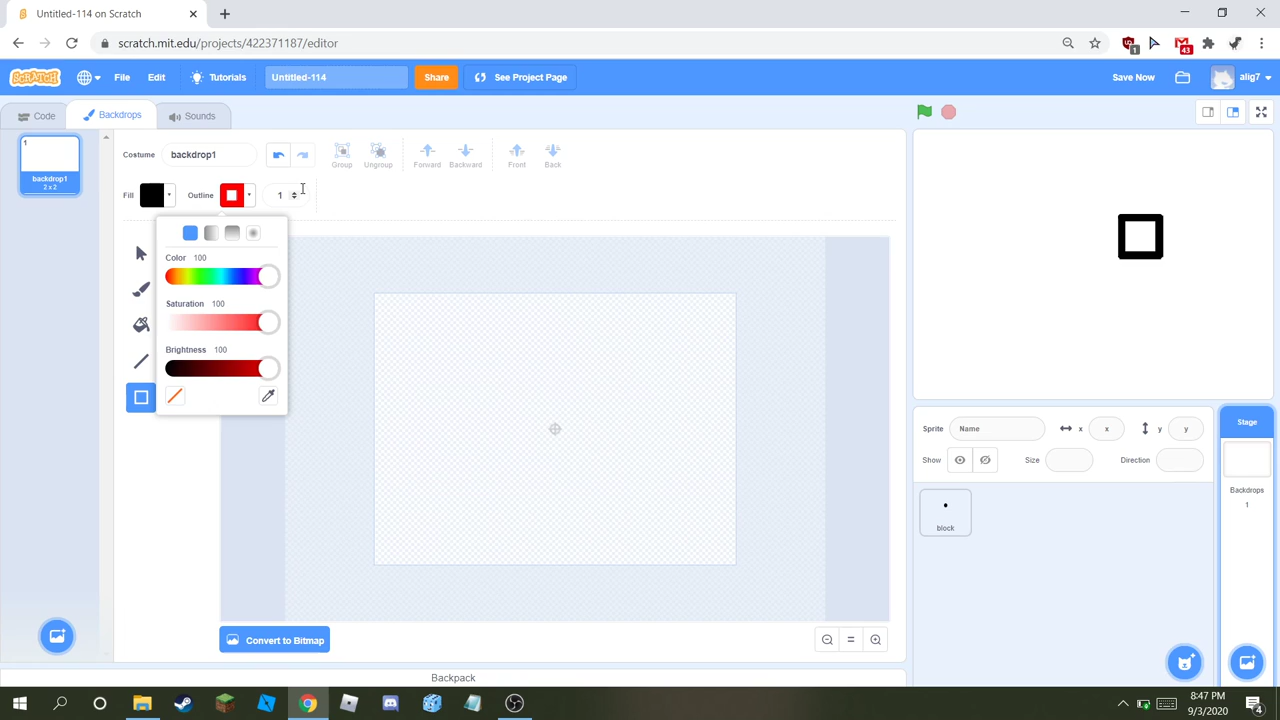 Untitled-114 on Scratch
scratch.mit.edu/projects/422371187/editor
1
43
SCRATCH
File
Edit
Tutorials
Untitled-114
Share
See Project Page
Save Now
alig7
Code
Backdrops
Sounds
1
backdrop1
2 x 2
Costume
backdrop1
Group
Ungroup
Forward
Backward
Front
Back
Fill
Outline
1
Color 100
Saturation 100
Brightness 100
Convert to Bitmap
Backpack
Sprite
Name
x
x
y
y
Show
Size
Direction
block
Stage
Backdrops
1
8:47 PM
9/3/2020
4